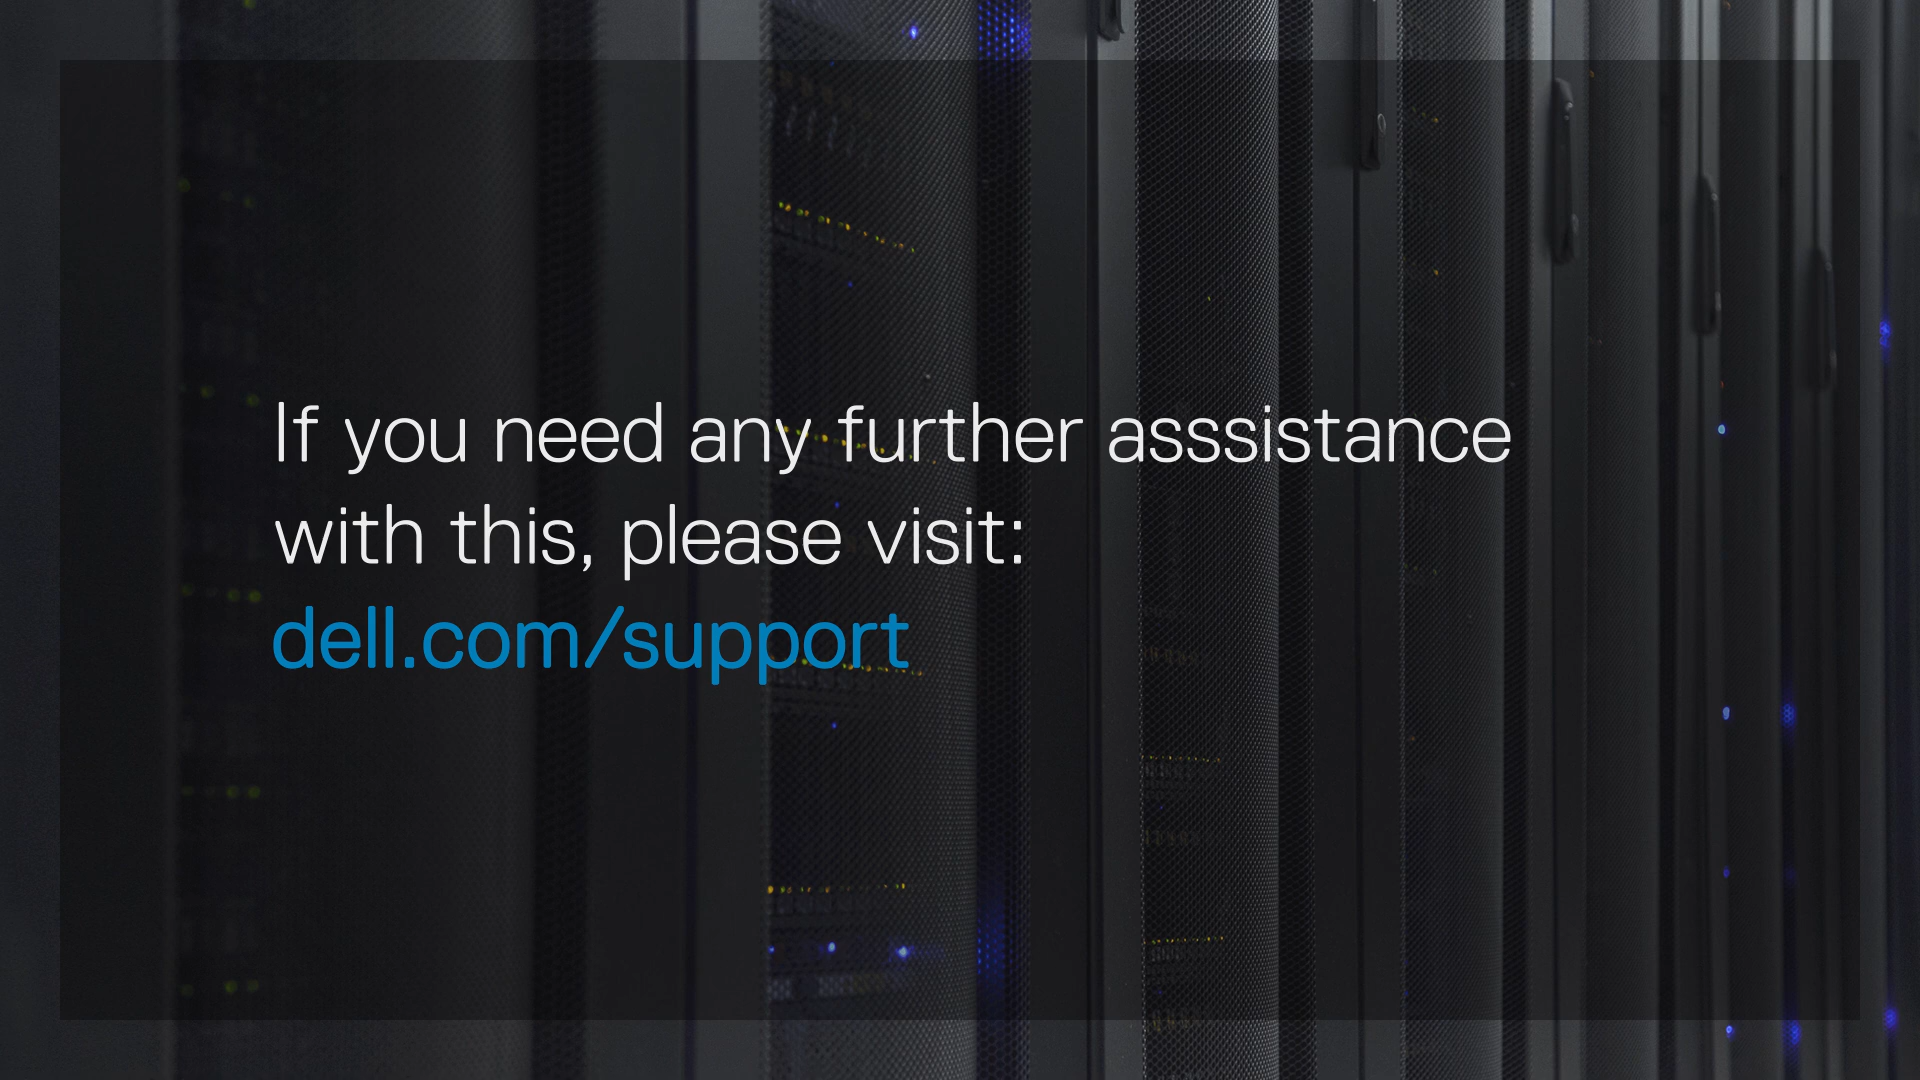 If you need any further asssistance
with this, please visit:
dell.com/support